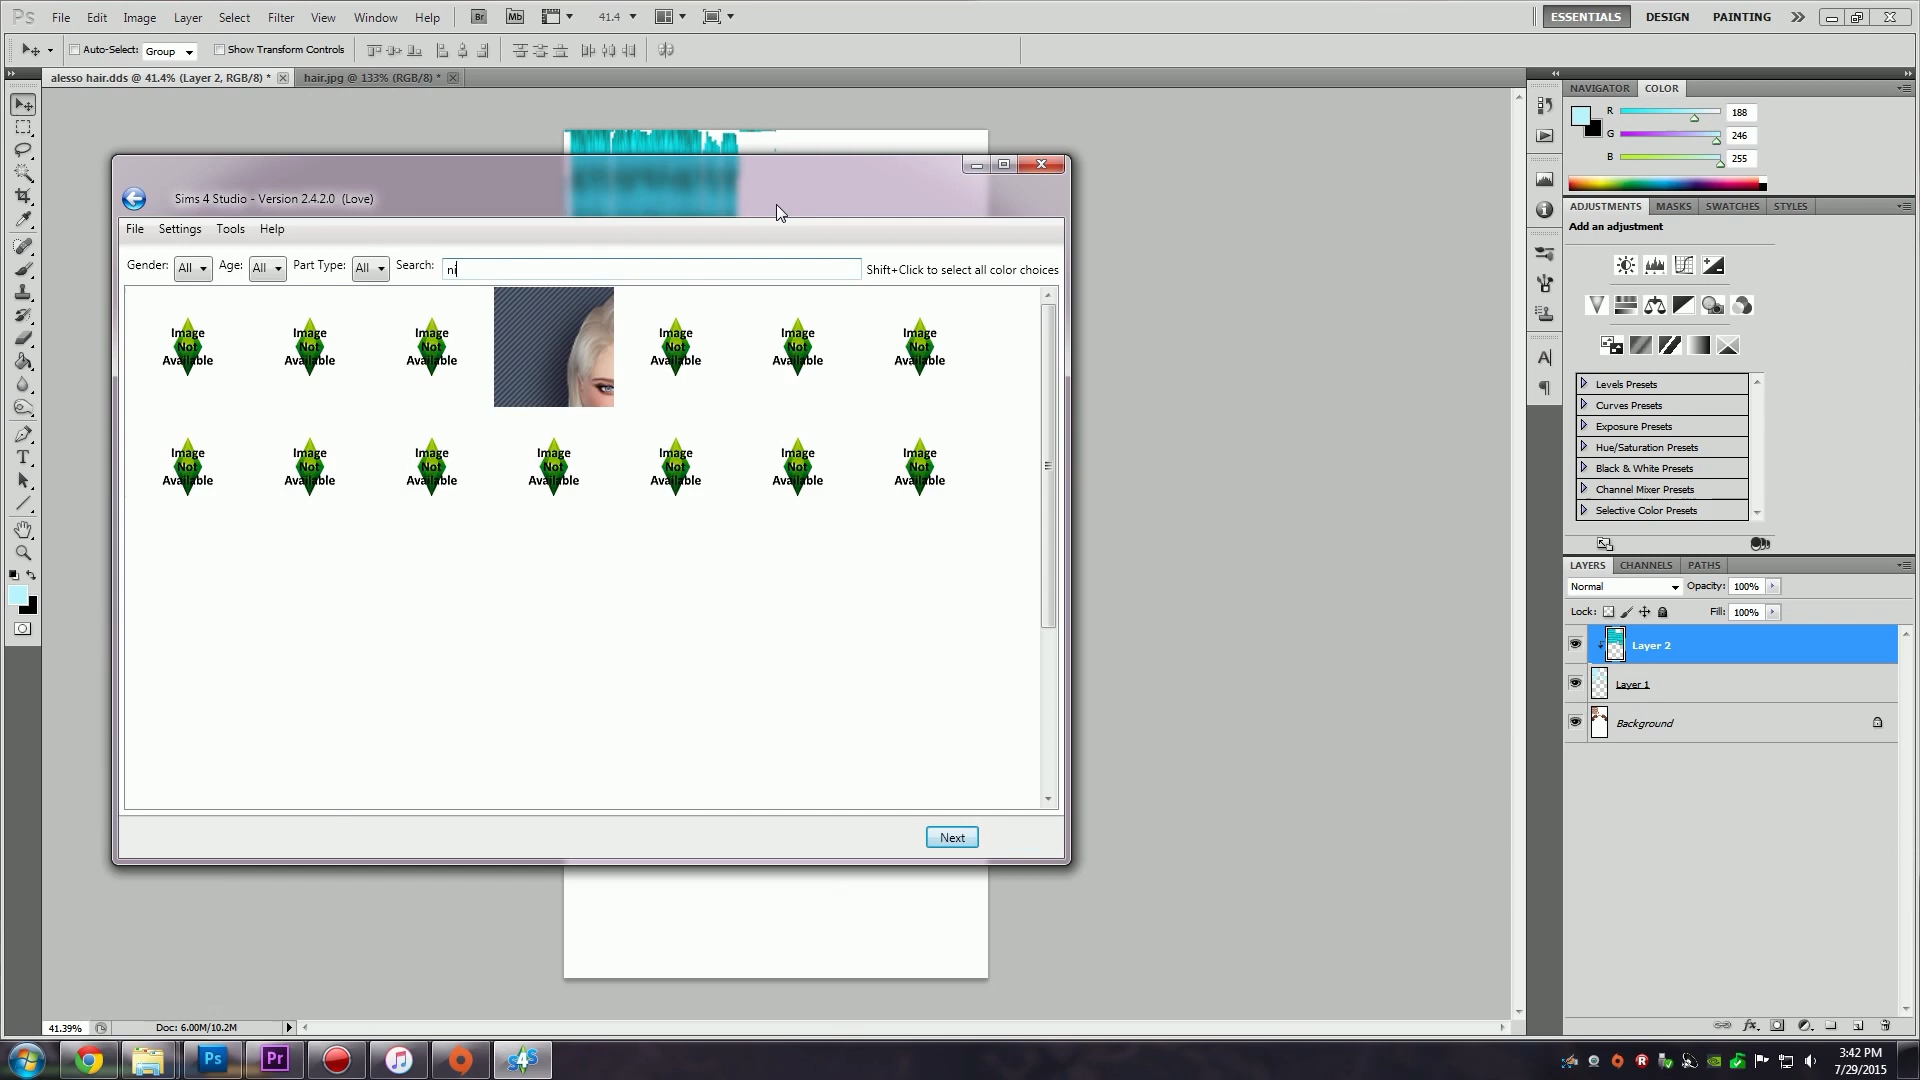 Ps File Edit Image Layer Select Filter View Window Help Br Mb 41.4 ESSENTIALS DESIGN PAINTING
Auto-Select: Group Show Transform Controls
alesso hair.dds @ 41.4% (Layer 2, RGB/8) * hair.jpg @ 133% (RGB/8) *
NAVIGATOR COLOR
R 188
G 246
B 255
ADJUSTMENTS MASKS SWATCHES STYLES
Add an adjustment
Sims 4 Studio - Version 2.4.2.0 (Love)
File Settings Tools Help
Gender: All Age: All Part Type: All Search: ni Shift+Click to select all color choices
Image Image Image Image Image Image
Not Not Not Not Not Not
Available Available Available Available Available Available
Image Image Image Image Image Image Image
Not Not Not Not Not Not Not
Available Available Available Available Available Available Available
Next
Levels Presets
Curves Presets
Exposure Presets
Hue/Saturation Presets
Black & White Presets
Channel Mixer Presets
Selective Color Presets
LAYERS CHANNELS PATHS
Normal Opacity: 100%
Lock: Fill: 100%
Layer 2
Layer 1
Background
41.39% Doc: 6.00M/10.2M
Ps Pr S4S
3:42 PM
7/29/2015